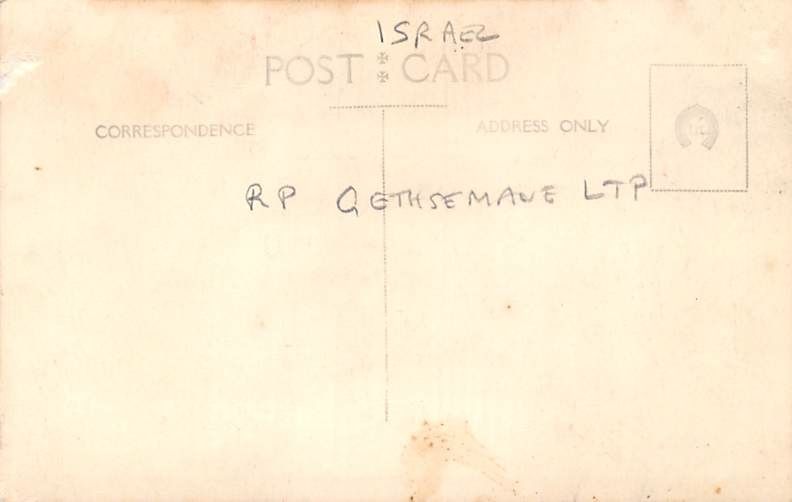 ISRAEL
POST CARD
CORRESPONDENCE
ADDRESS ONLY
RP GETHSEMANE LTP